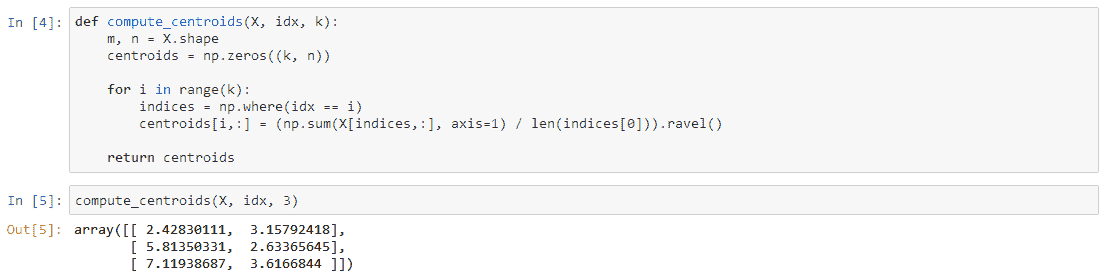 In [4]: def compute_centroids(X, idx, k):
    m, n = X.shape
    centroids = np.zeros((k, n))

    for i in range(k):
        indices = np.where(idx == i)
        centroids[i,:] = (np.sum(X[indices,:], axis=1) / len(indices[0])).ravel()

    return centroids
In [5]: compute_centroids(X, idx, 3)
Out[5]: array([[ 2.42830111,  3.15792418],
       [ 5.81350331,  2.63365645],
       [ 7.11938687,  3.6166844 ]])